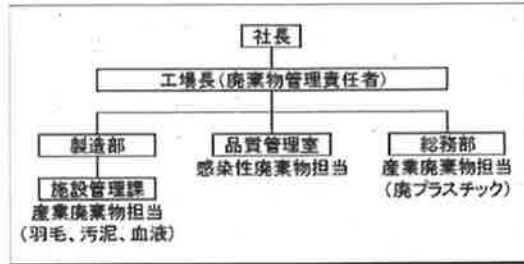 社長
工場長(廃棄物管理責任者)
製造部
品質管理室
総務部
感染性廃棄物担当
産業廃棄物担当
(廃プラスチック)
施設管理課
産業廃棄物担当
(羽毛、汚泥、血液)